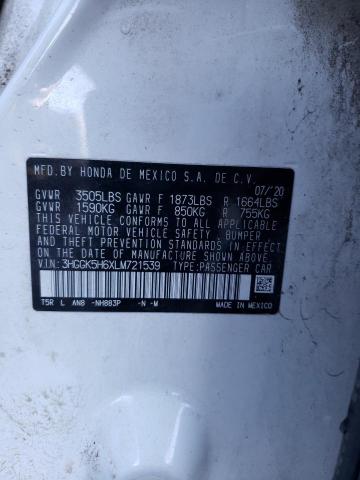 MFD.BY HONDA DE MEXICO S.A. DE C.V.
07/'20
GVWR 3505LBS GAWR F 1873LBS R 1664LBS
GVWR 1590KG GAWR F 850KG R 755KG
THIS VEHICLE CONFORMS TO ALL APPLICABLE
FEDERAL MOTOR VEHICLE SAFETY, BUMPER, AND
THEFT PREVENTION STANDARDS IN EFFECT
ON THE DATE OF MANUFACTURE SHOWN ABOVE.
VIN: 3HGGK5H6XLM721539 TYPE: PASSENGER CAR
T5R L AN8 -NH883P -N -M
MADE IN MEXICO